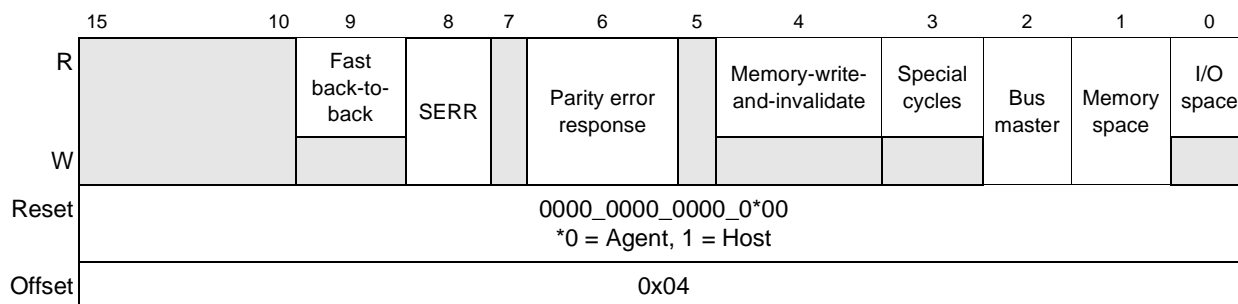 15 10 9 8 7 6 5 4 3 2 1 0
R
W
Fast
back-to-
back
SERR
Parity error
response
Memory-write-
and-invalidate
Special
cycles
Bus
master
Memory
space
I/O
space
Reset 0000_0000_0000_0*00
*0 = Agent, 1 = Host
Offset 0x04